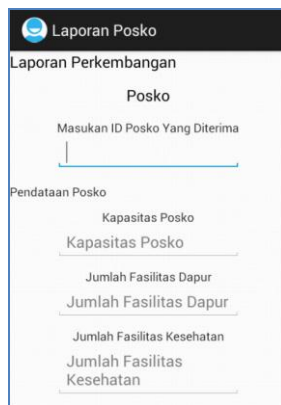 Laporan Posko
Laporan Perkembangan
Posko
Masukan ID Posko Yang Diterima
Pendataan Posko
Kapasitas Posko
Kapasitas Posko
Jumlah Fasilitas Dapur
Jumlah Fasilitas Dapur
Jumlah Fasilitas Kesehatan
Jumlah Fasilitas
Kesehatan